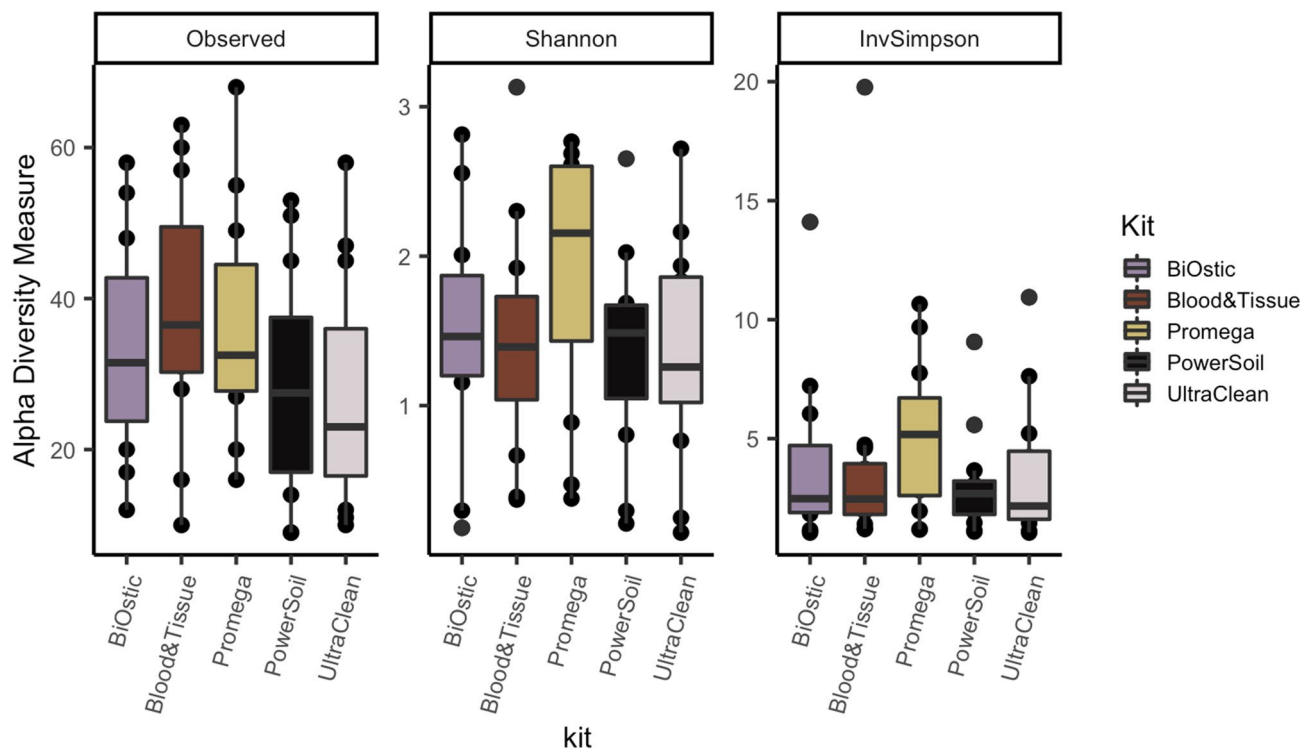 Observed
Shannon
InvSimpson
Alpha Diversity Measure
60
40
20
3
2
1
20
15
10
5
BiOstic
Blood&Tissue
Promega
PowerSoil
UltraClean
BiOstic
Blood&Tissue
Promega
PowerSoil
UltraClean
BiOstic
Blood&Tissue
Promega
PowerSoil
UltraClean
kit
Kit
BiOstic
Blood&Tissue
Promega
PowerSoil
UltraClean